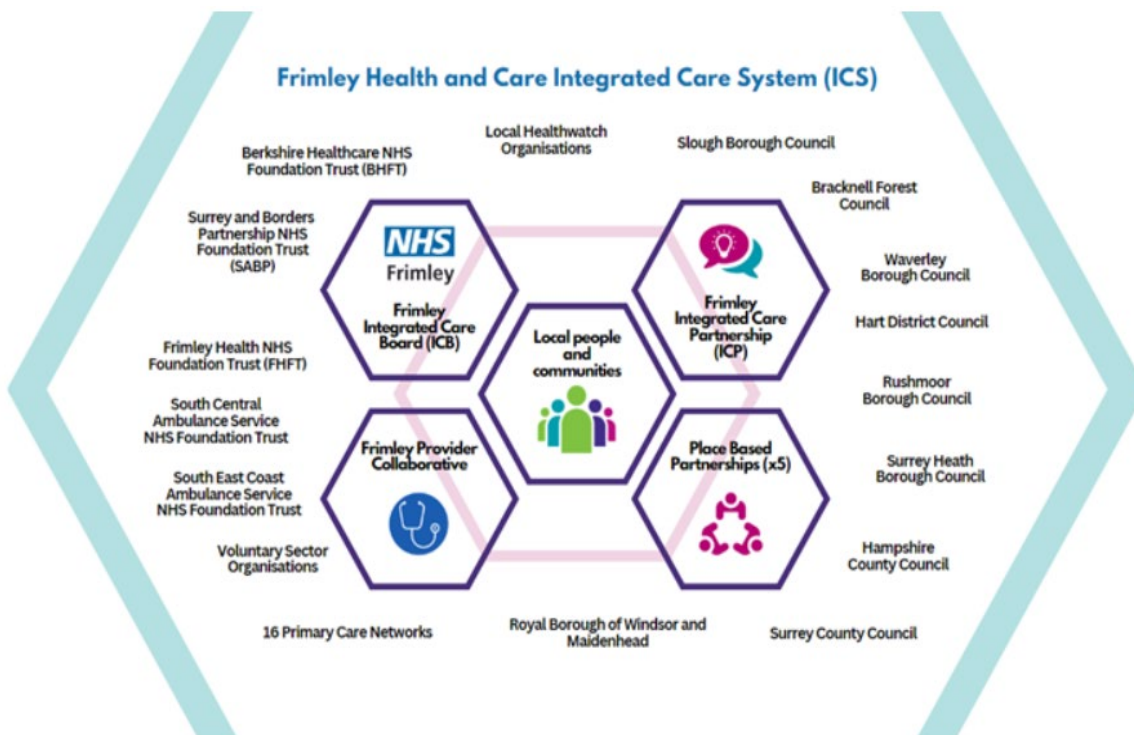 Frimley Health and Care Integrated Care System (ICS)
Local Healthwatch
Organisations
Slough Borough Council
Berkshire Healthcare NHS
Foundation Trust (BHFT)
Bracknell Forest
Council
Surrey and Borders
Partnership NHS
Foundation Trust
(SABP)
NHS
Frimley
Frimley
Integrated Care
Board (ICB)
Frimley
Integrated Care
Partnership
(ICP)
Waverley
Borough Council
Hart District Council
Local people
and
communities
Frimley Health NHS
Foundation Trust (FHFT)
Rushmoor
Borough Council
South Central
Ambulance Service
NHS Foundation Trust
Frimley Provider
Collaborative
Place Based
Partnerships (x5)
Surrey Heath
Borough Council
South East Coast
Ambulance Service
NHS Foundation Trust
Voluntary Sector
Organisations
Hampshire
County Council
16 Primary Care Networks
Royal Borough of Windsor and
Maidenhead
Surrey County Council